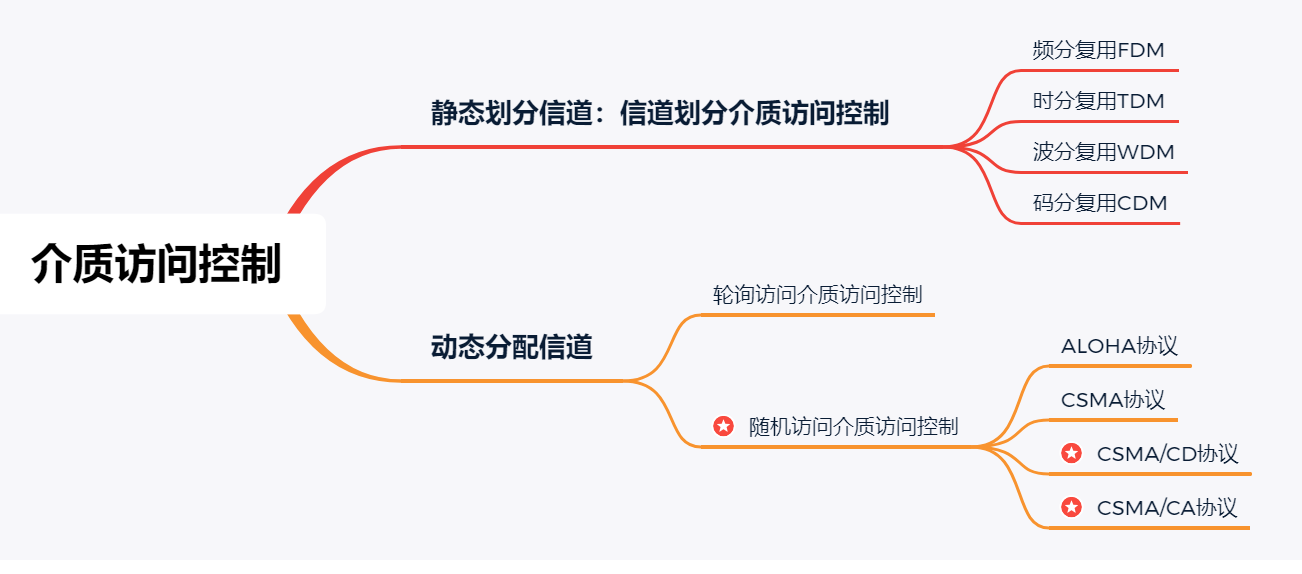 介质访问控制
静态划分信道：信道划分介质访问控制
频分复用FDM
时分复用TDM
波分复用WDM
码分复用CDM
动态分配信道
轮询访问介质访问控制
随机访问介质访问控制
ALOHA协议
CSMA协议
CSMA/CD协议
CSMA/CA协议